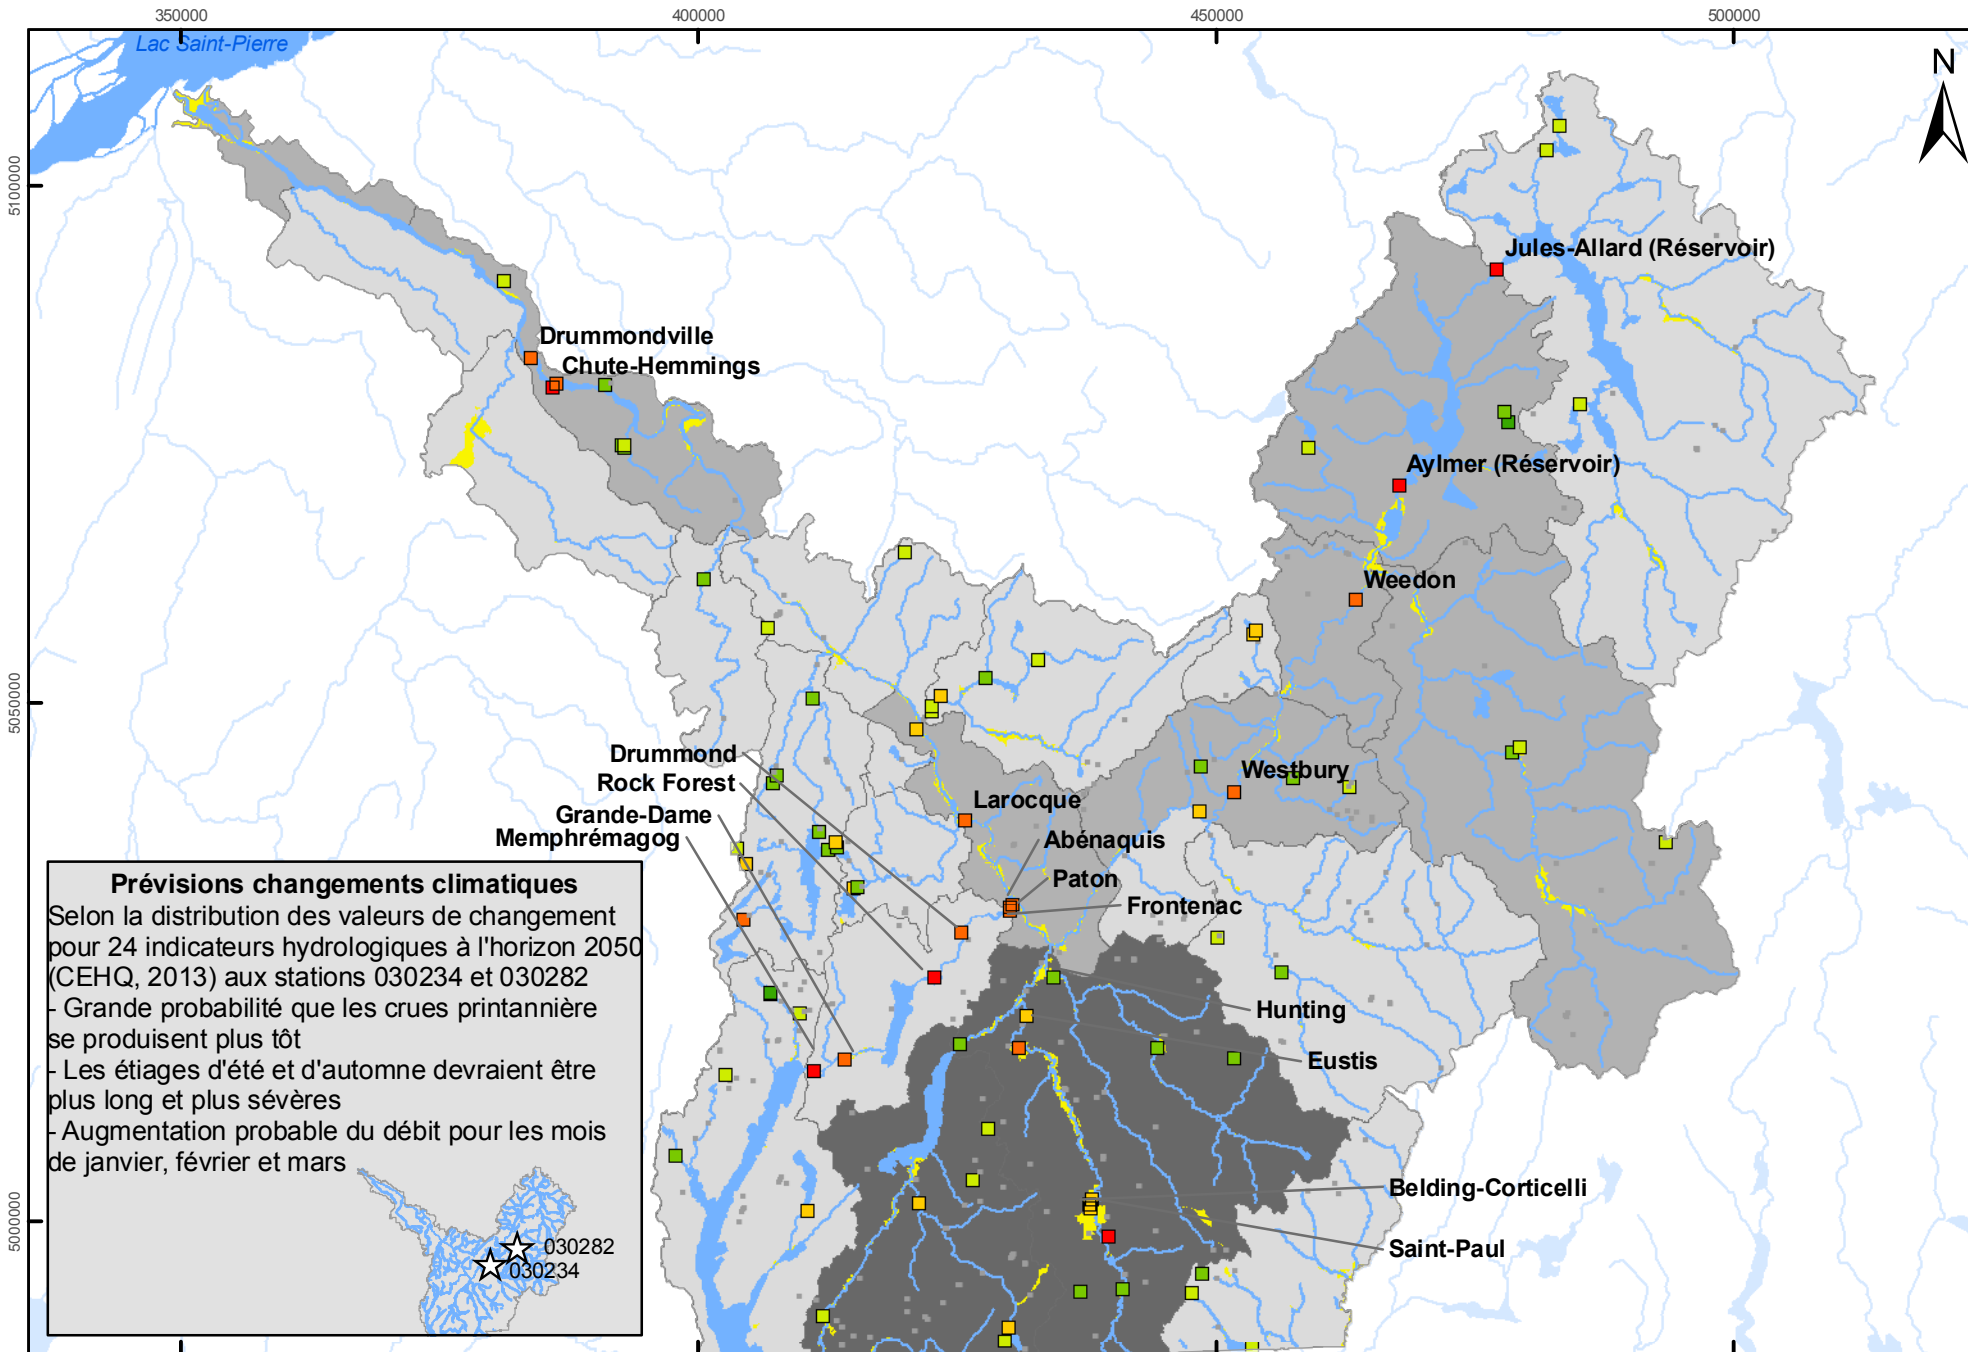 350000
400000
450000
500000
Lac Saint-Pierre
N
5100000
5050000
5000000
Jules-Allard (Réservoir)
Drummondville
Chute-Hemmings
Aylmer (Réservoir)
Weedon
Drummond
Rock Forest
Grande-Dame
Memphrémagog
Westbury
Larocque
Abénaquis
Paton
Frontenac
Hunting
Eustis
Belding-Corticelli
Saint-Paul
Prévisions changements climatiques
Selon la distribution des valeurs de changement
pour 24 indicateurs hydrologiques à l'horizon 2050
(CEHQ, 2013) aux stations 030234 et 030282
- Grande probabilité que les crues printannière
se produisent plus tôt
- Les étiages d'été et d'automne devraient être
plus long et plus sévères
- Augmentation probable du débit pour les mois
de janvier, février et mars
030282
030234